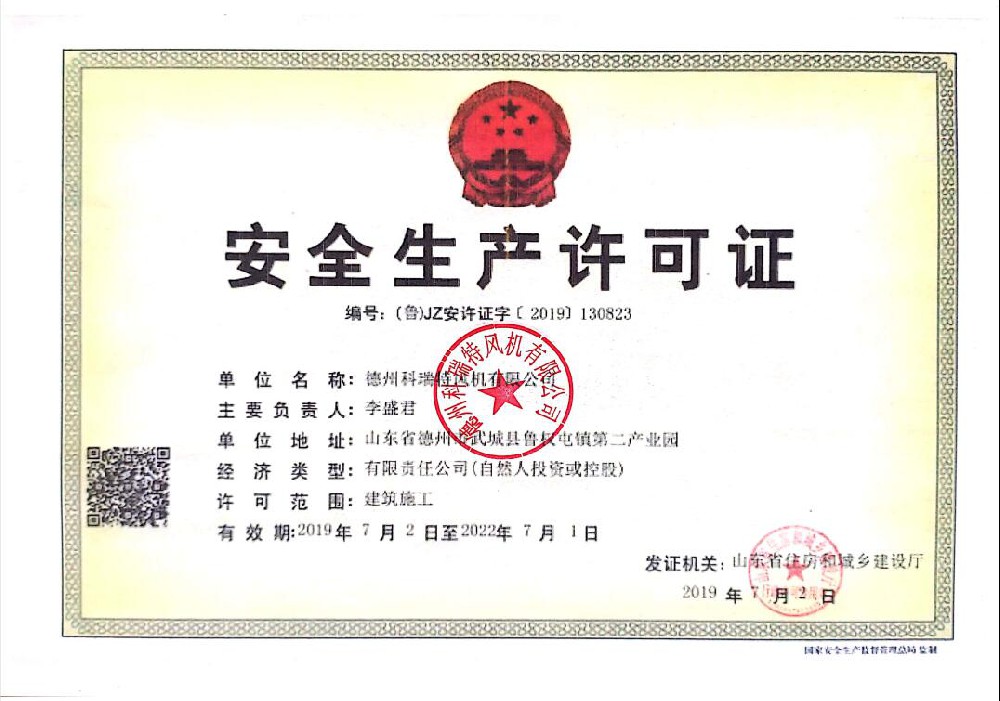 安全生产许可证
编号:(鲁)JZ安许证字〔2019〕130823
单位名称:德州科瑞特风机有限公司
主要负责人:李盛君
单位地址:山东省德州市武城县鲁权屯镇第二产业园
经济类型:有限责任公司(自然人投资或控股)
许可范围:建筑施工
有效期:2019年7月2日至2022年7月1日
德州科瑞特风机有限公司
发证机关:山东省住房和城乡建设厅
2019年7月2日
国家安全生产监督管理总局 监制